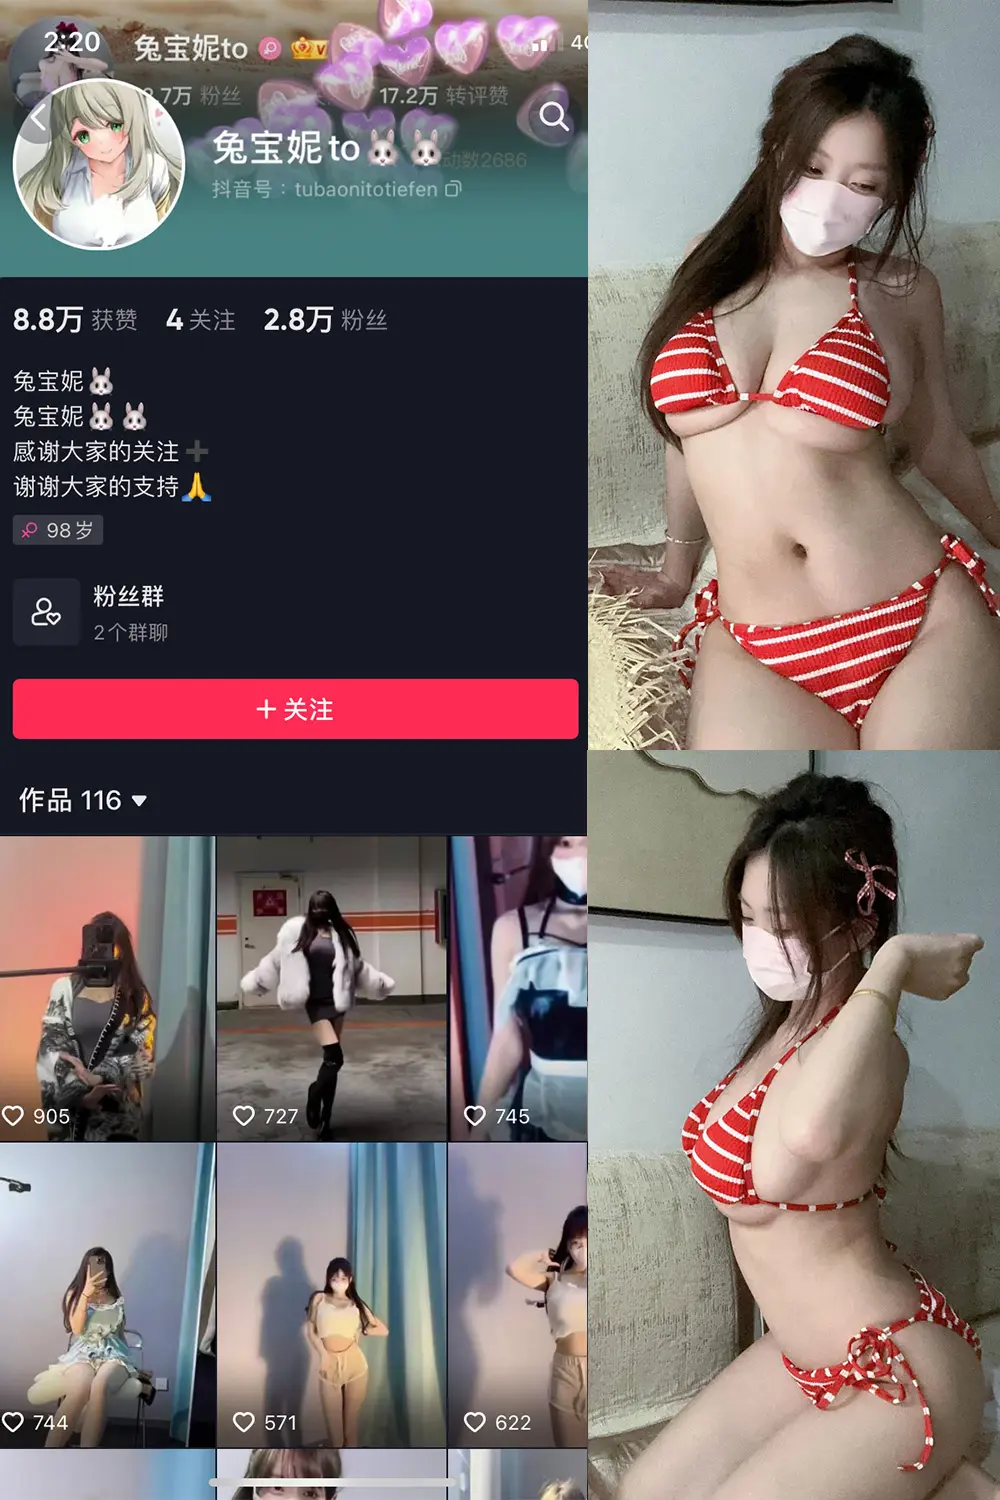 2:20
兔宝妮to
.7万 粉丝
17.2万 转评赞
兔宝妮to🐰🐰
动数2686
抖音号：tubaonitotiefen
8.8万 获赞 4 关注 2.8万 粉丝
兔宝妮🐰
兔宝妮🐰🐰
感谢大家的关注➕
谢谢大家的支持🙏
98岁
粉丝群
2个群聊
+ 关注
作品 116
905
727
745
744
571
622